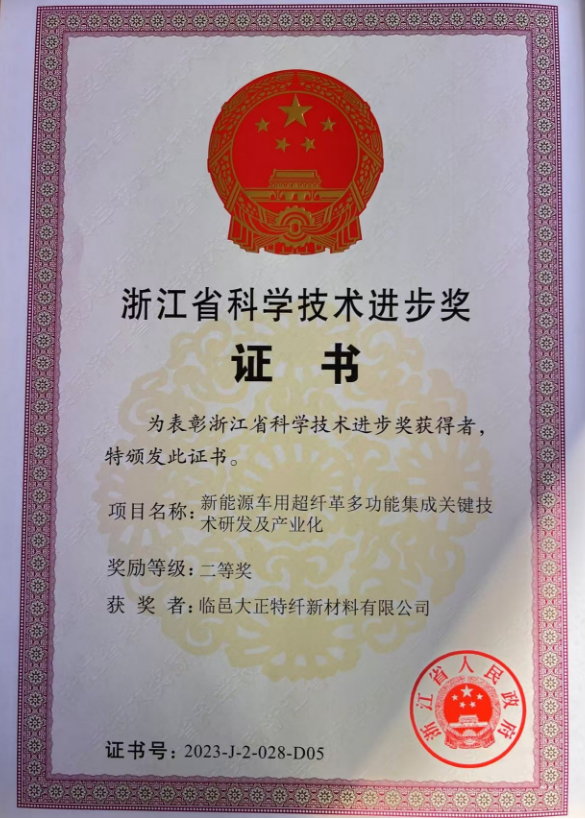 浙江省科学技术进步奖
证 书
为表彰浙江省科学技术进步奖获得者，
特颁发此证书。
项目名称：新能源车用超纤革多功能集成关键技
术研发及产业化
奖励等级：二等奖
获 奖 者：临邑大正特纤新材料有限公司
浙江省人民政府
证书号：2023-J-2-028-D05